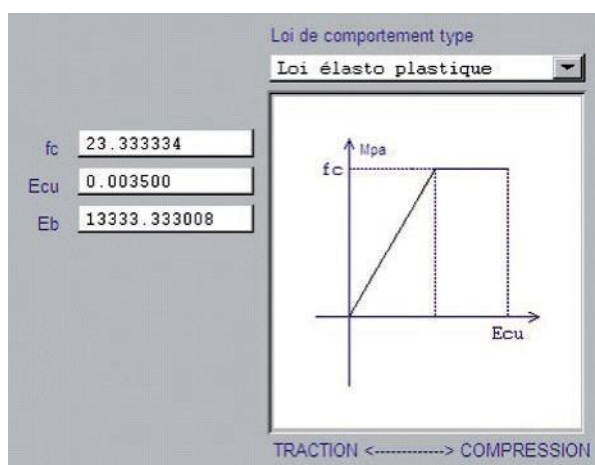 Loi de comportement type
Loi élasto plastique
fc 23.333334
Ecu 0.003500
Eb 13333.333008
Mpa
fc
Ecu
TRACTION <-------------> COMPRESSION